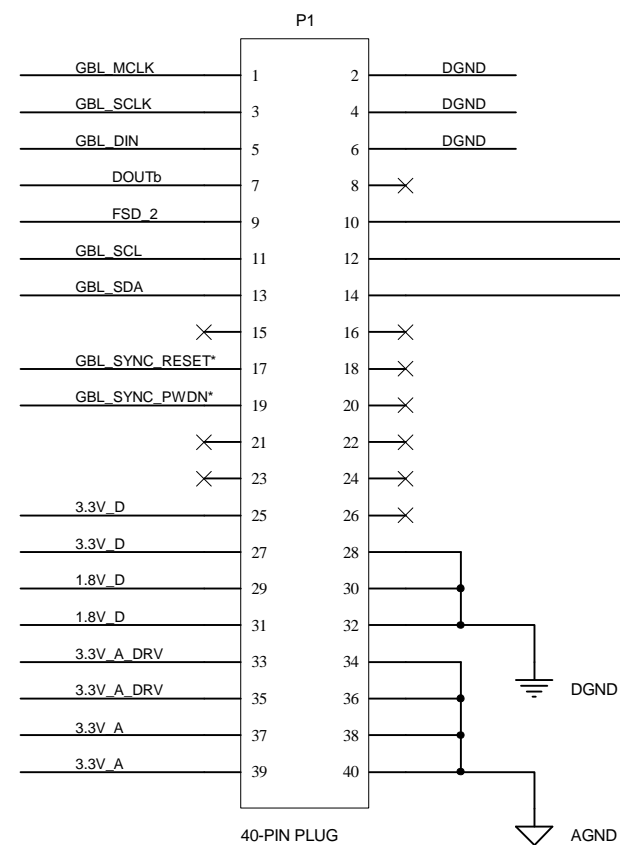 P1
GBL_MCLK 1 2 DGND
GBL_SCLK 3 4 DGND
GBL_DIN 5 6 DGND
DOUTb 7 8
FSD_2 9 10
GBL_SCL 11 12
GBL_SDA 13 14
15 16
GBL_SYNC_RESET* 17 18
GBL_SYNC_PWDN* 19 20
21 22
23 24
3.3V_D 25 26
3.3V_D 27 28
1.8V_D 29 30
1.8V_D 31 32
3.3V_A_DRV 33 34
3.3V_A_DRV 35 36 DGND
3.3V_A 37 38
3.3V_A 39 40
40-PIN PLUG AGND